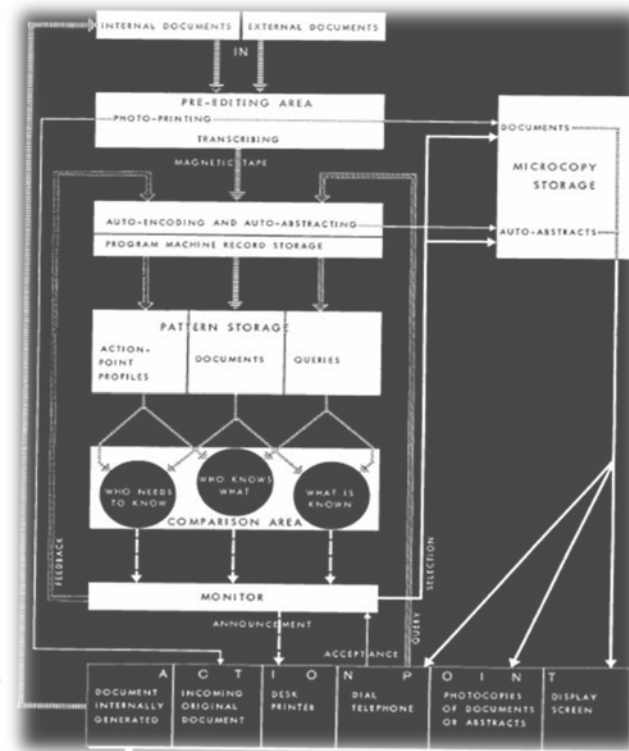 INTERNAL DOCUMENTS
EXTERNAL DOCUMENTS
IN
PRE-EDITING AREA
PHOTO-PRINTING
TRANSCRIBING
MAGNETIC TAPE
DOCUMENTS
MICROCOPY
STORAGE
AUTO-ABSTRACTS
AUTO-ENCODING AND AUTO-ABSTRACTING
PROGRAM MACHINE RECORD STORAGE
PATTERN STORAGE
ACTION-
POINT
PROFILES
DOCUMENTS
QUERIES
WHO NEEDS
TO KNOW
WHO KNOWS
WHAT
WHAT IS
KNOWN
COMPARISON AREA
FEEDBACK
SELECTION
MONITOR
ANNOUNCEMENT
ACCEPTANCE
QUERY
ACTION POINT
DOCUMENT
INTERNALLY
GENERATED
INCOMING
ORIGINAL
DOCUMENT
DESK
PRINTER
DIAL
TELEPHONE
PHOTOCOPIES
OF DOCUMENTS
OR ABSTRACTS
DISPLAY
SCREEN